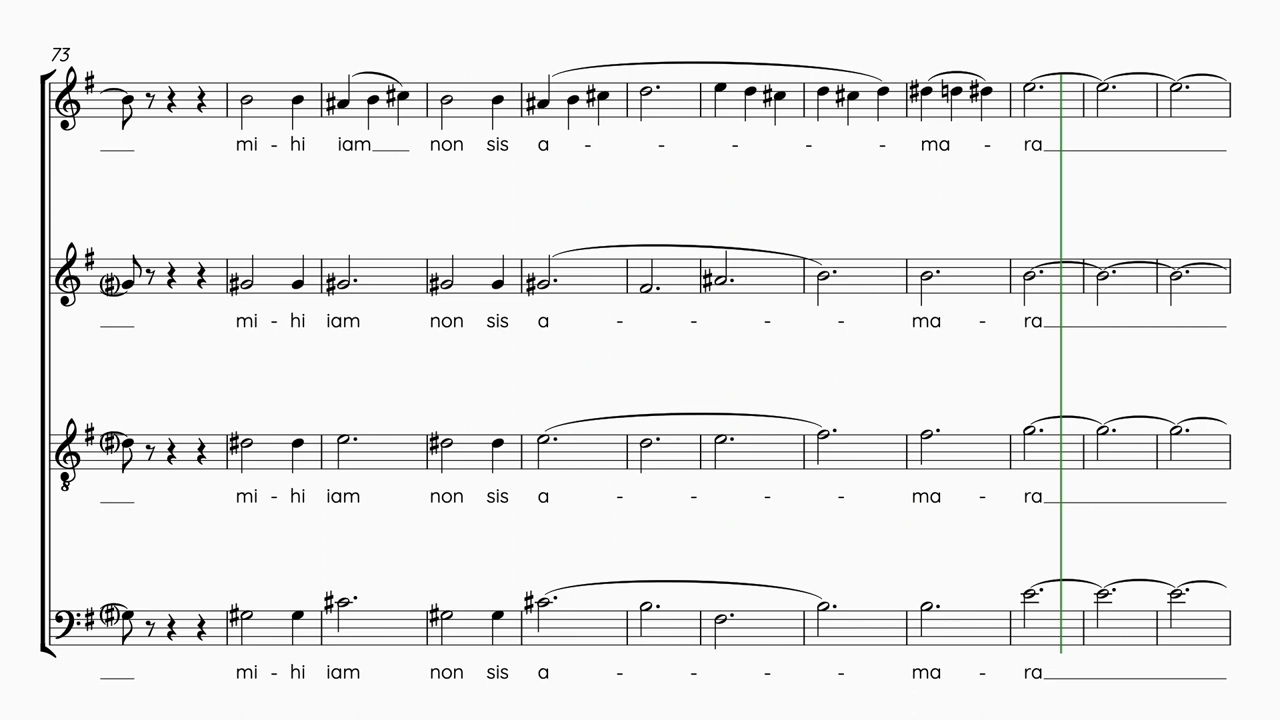 73
mi - hi iam non sis a - - - - - ma - ra
mi - hi iam non sis a - - - - ma - ra
mi - hi iam non sis a - - - - ma - ra
mi - hi iam non sis a - - - - ma - ra